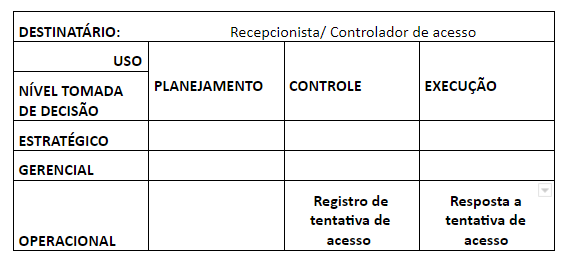 DESTINATÁRIO: Recepcionista/ Controlador de acesso
USO
NÍVEL TOMADA
DE DECISÃO
PLANEJAMENTO CONTROLE EXECUÇÃO
ESTRATÉGICO
GERENCIAL
OPERACIONAL
Registro de
tentativa de
acesso
Resposta a
tentativa de
acesso